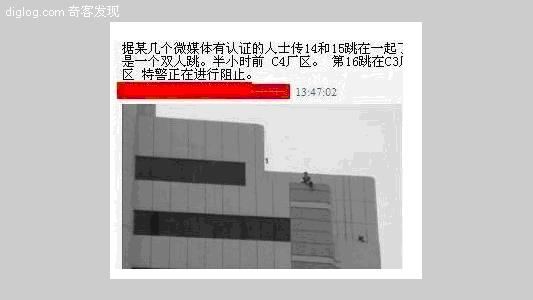 diglog.com 奇客发现
据某几个微媒体有认证的人士传14和15跳在一起了
是一个双人跳。半小时前 C4厂区。 第16跳在C3厂
区 特警正在进行阻止。
13:47:02